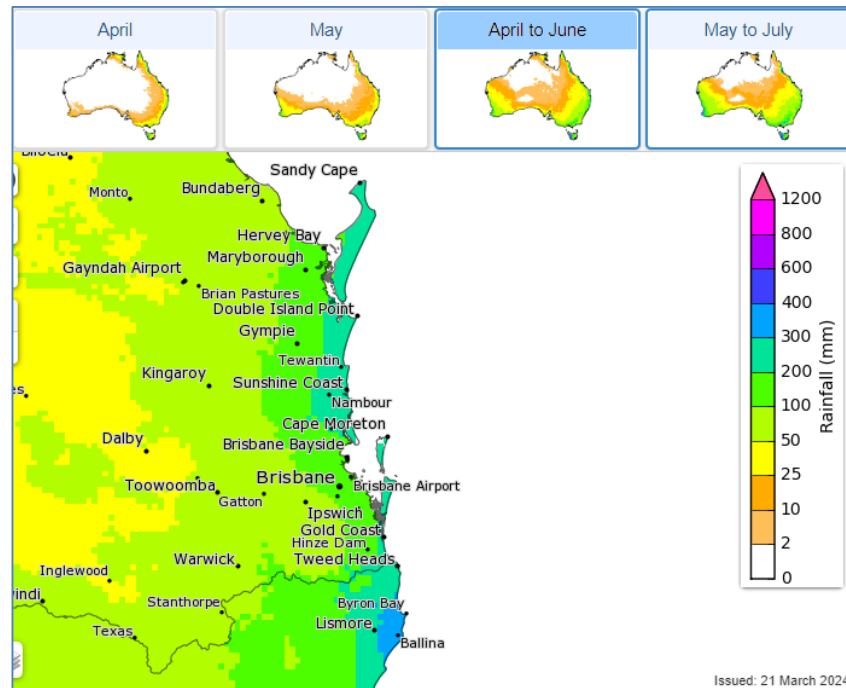 April
May
April to June
May to July
Sandy Cape
Monto
Bundaberg
Hervey Bay
Maryborough
Gayndah Airport
Brian Pastures
Double Island Point
Gympie
Tewantin
Kingaroy
Sunshine Coast
Nambour
Cape Moreton
Dalby
Brisbane Bayside
Brisbane
Brisbane Airport
Toowoomba
Gatton
Ipswich
Gold Coast
Hinze Dam
Warwick
Tweed Heads
Inglewood
Stanthorpe
Byron Bay
Lismore
Texas
Ballina
1200
800
600
400
300
200
100
50
25
10
2
0
Rainfall (mm)
Issued: 21 March 2024